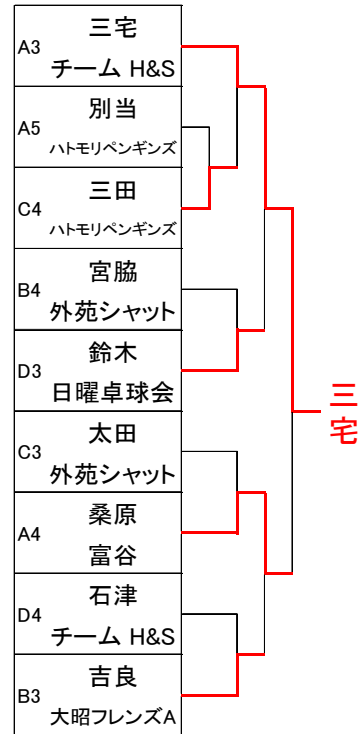 A3
三宅
チーム H&S
A5
別当
ハトモリペンギンズ
C4
三田
ハトモリペンギンズ
B4
宮脇
外苑シャット
D3
鈴木
日曜卓球会
C3
太田
外苑シャット
A4
桑原
富谷
D4
石津
チーム H&S
B3
吉良
大昭フレンズA
三宅